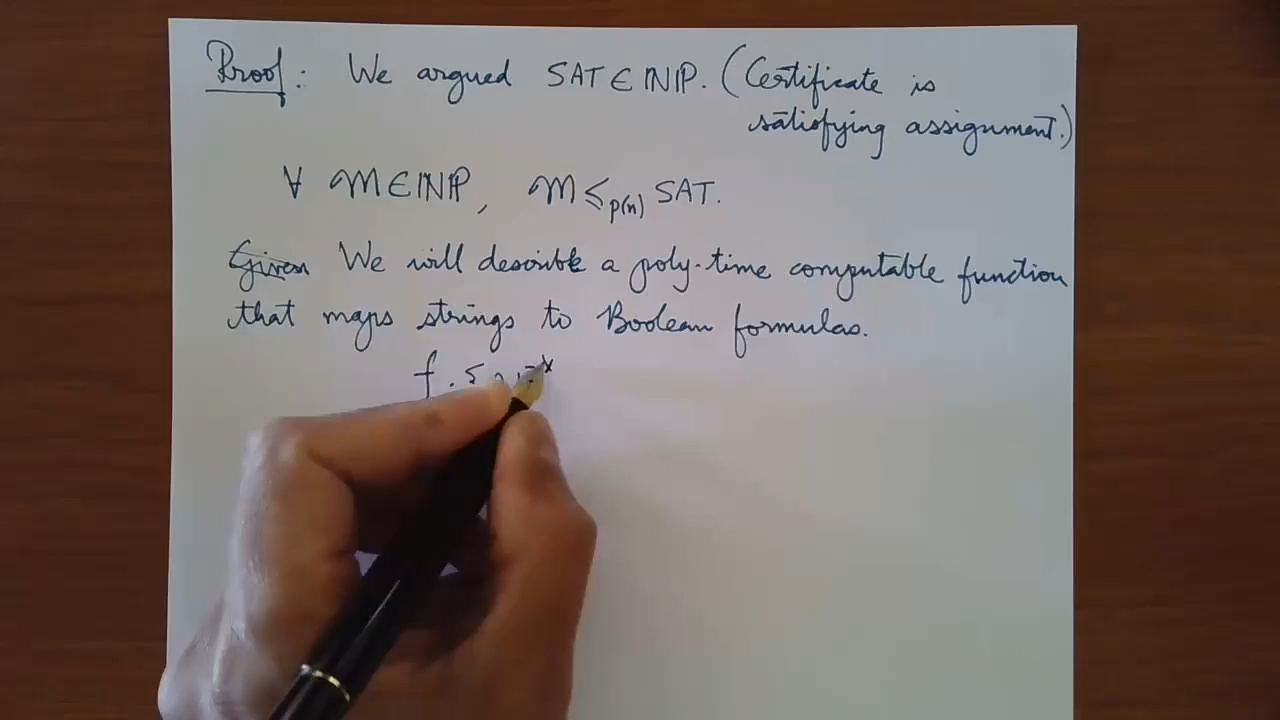 Proof: We argued SAT ∈ NP. (Certificate is
satisfying assignment.)
∀ M ∈ NP, M ≤p(n) SAT.
Given We will describe a poly-time computable function
that maps strings to Boolean formulas.
f :